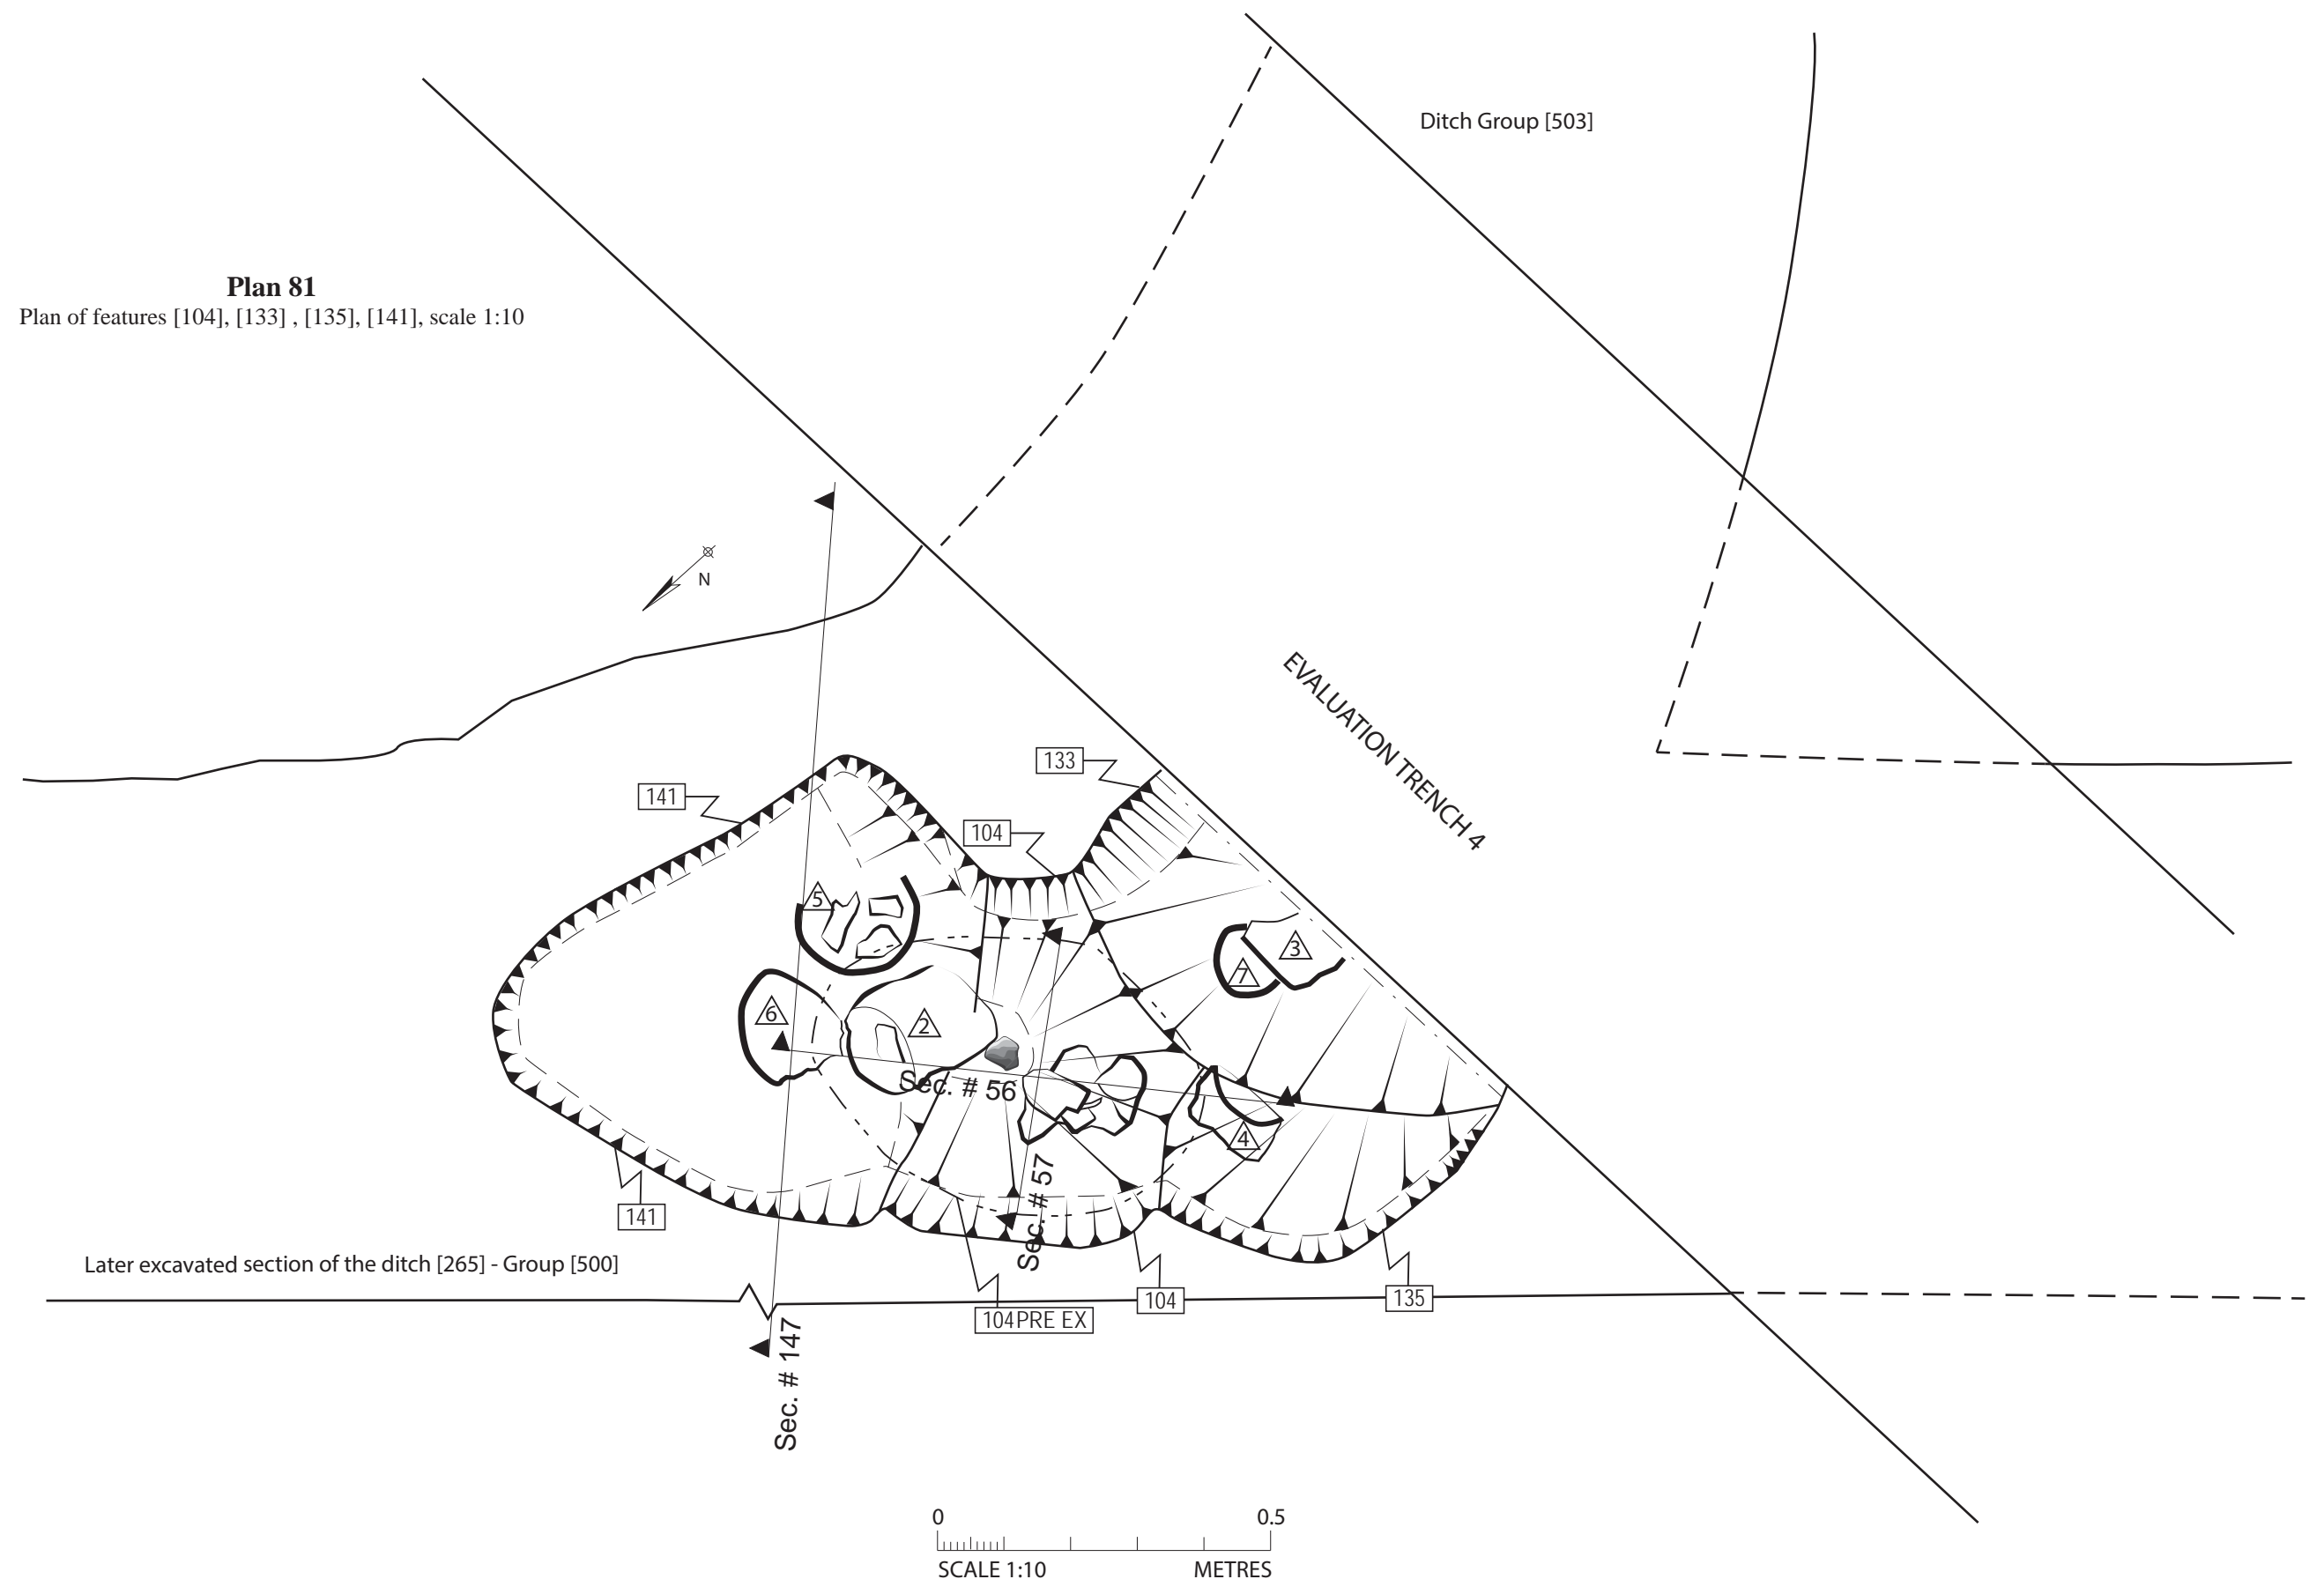 Ditch Group [503]
Plan 81
Plan of features [104], [133] , [135], [141], scale 1:10
N
EVALUATION TRENCH 4
133
141
104
5
3
7
6
2
Sec. # 56
4
Sec. # 57
141
Later excavated section of the ditch [265] - Group [500]
104
135
104PRE EX
Sec. # 147
0
0.5
SCALE 1:10
METRES